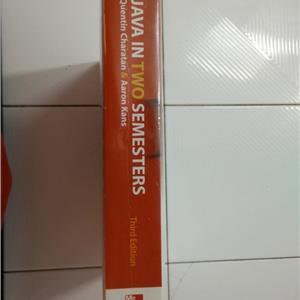 JAVA IN TWO SEMESTERS
Quentin Charatan & Aaron Kans
Third Edition